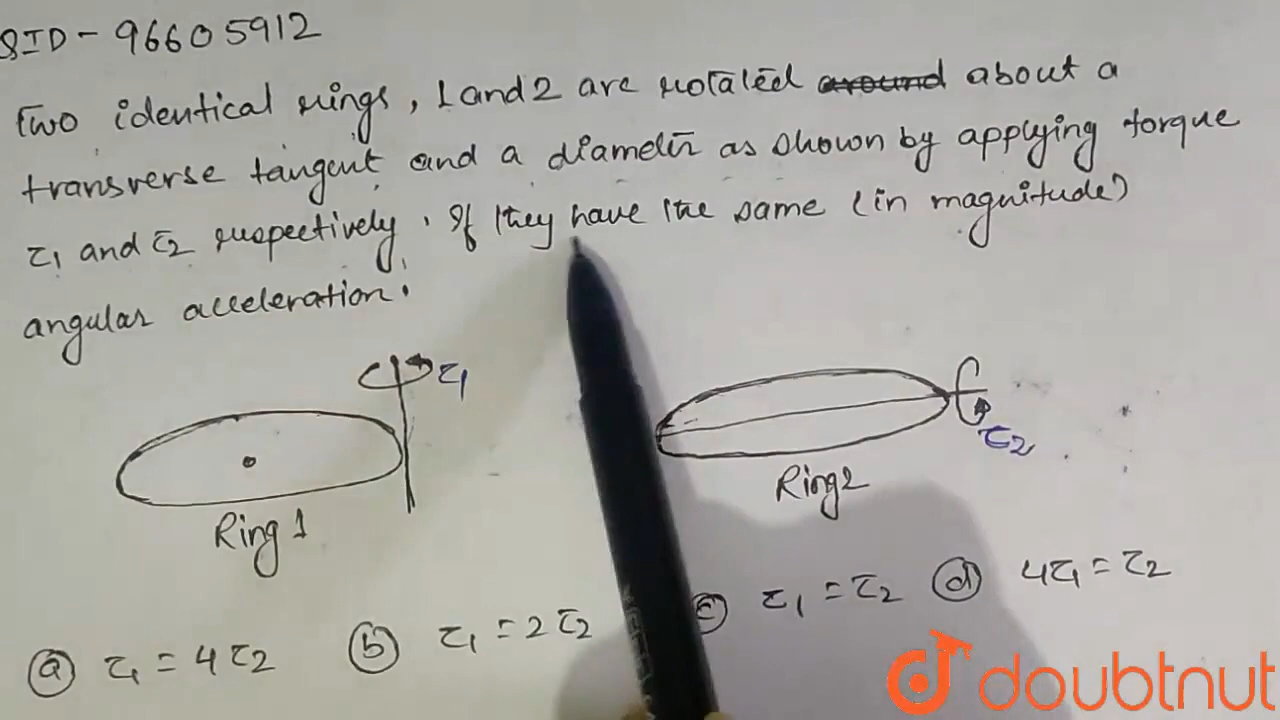 SID - 96605912
Two identical rings, 1 and 2 are rotated around about a
transverse tangent and a diameter as shown by applying torque
τ1 and τ2 respectively. If they have the same (in magnitude)
angular acceleration.
τ1
τ2
Ring 1
Ring 2
(a) τ1 = 4τ2 (b) τ1 = 2τ2 (c) τ1 = τ2 (d) 4τ1 = τ2
doubtnut